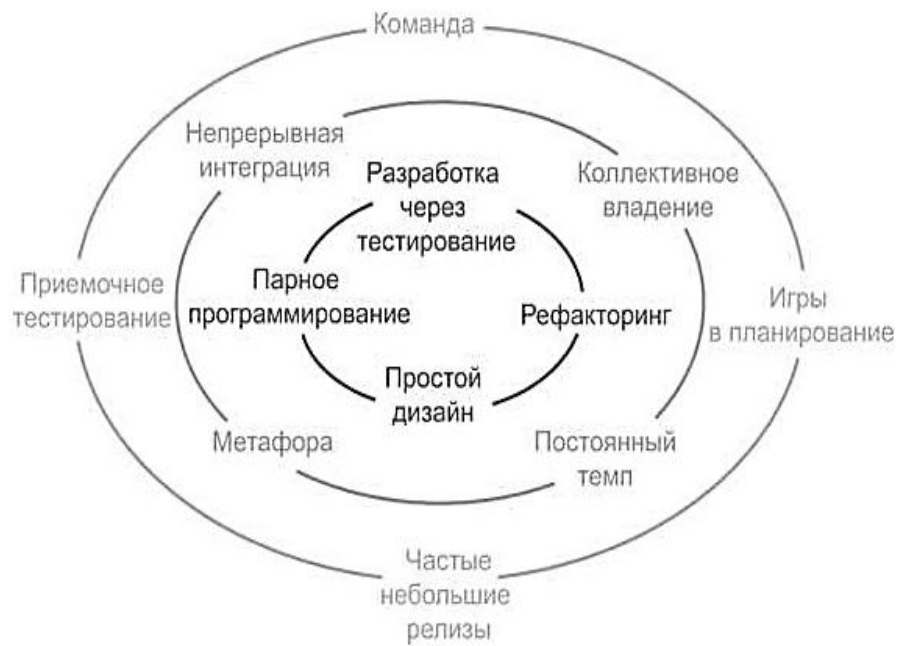 Команда
Непрерывная
интеграция
Разработка
через
тестирование
Коллективное
владение
Приемочное
тестирование
Парное
программирование
Рефакторинг
Игры
в планирование
Простой
дизайн
Метафора
Постоянный
темп
Частые
небольшие
релизы